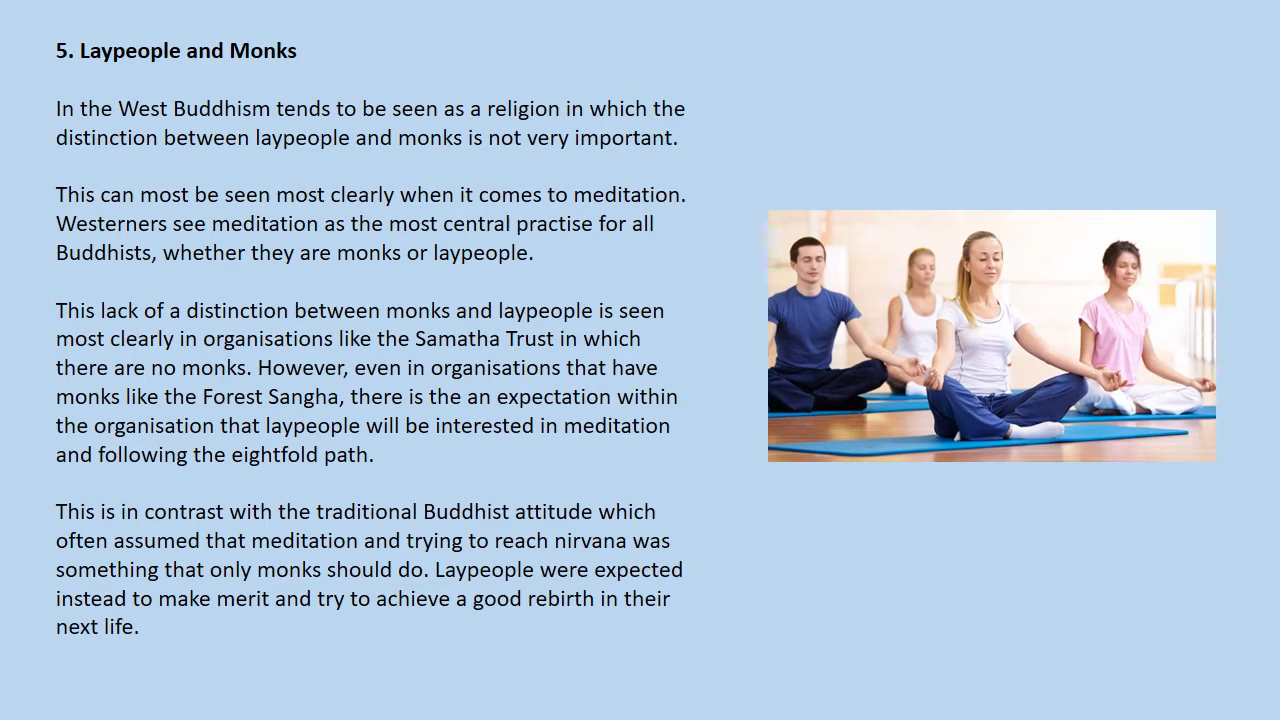 5. Laypeople and Monks
In the West Buddhism tends to be seen as a religion in which the
distinction between laypeople and monks is not very important.
This can most be seen most clearly when it comes to meditation.
Westerners see meditation as the most central practise for all
Buddhists, whether they are monks or laypeople.
This lack of a distinction between monks and laypeople is seen
most clearly in organisations like the Samatha Trust in which
there are no monks. However, even in organisations that have
monks like the Forest Sangha, there is the an expectation within
the organisation that laypeople will be interested in meditation
and following the eightfold path.
This is in contrast with the traditional Buddhist attitude which
often assumed that meditation and trying to reach nirvana was
something that only monks should do. Laypeople were expected
instead to make merit and try to achieve a good rebirth in their
next life.